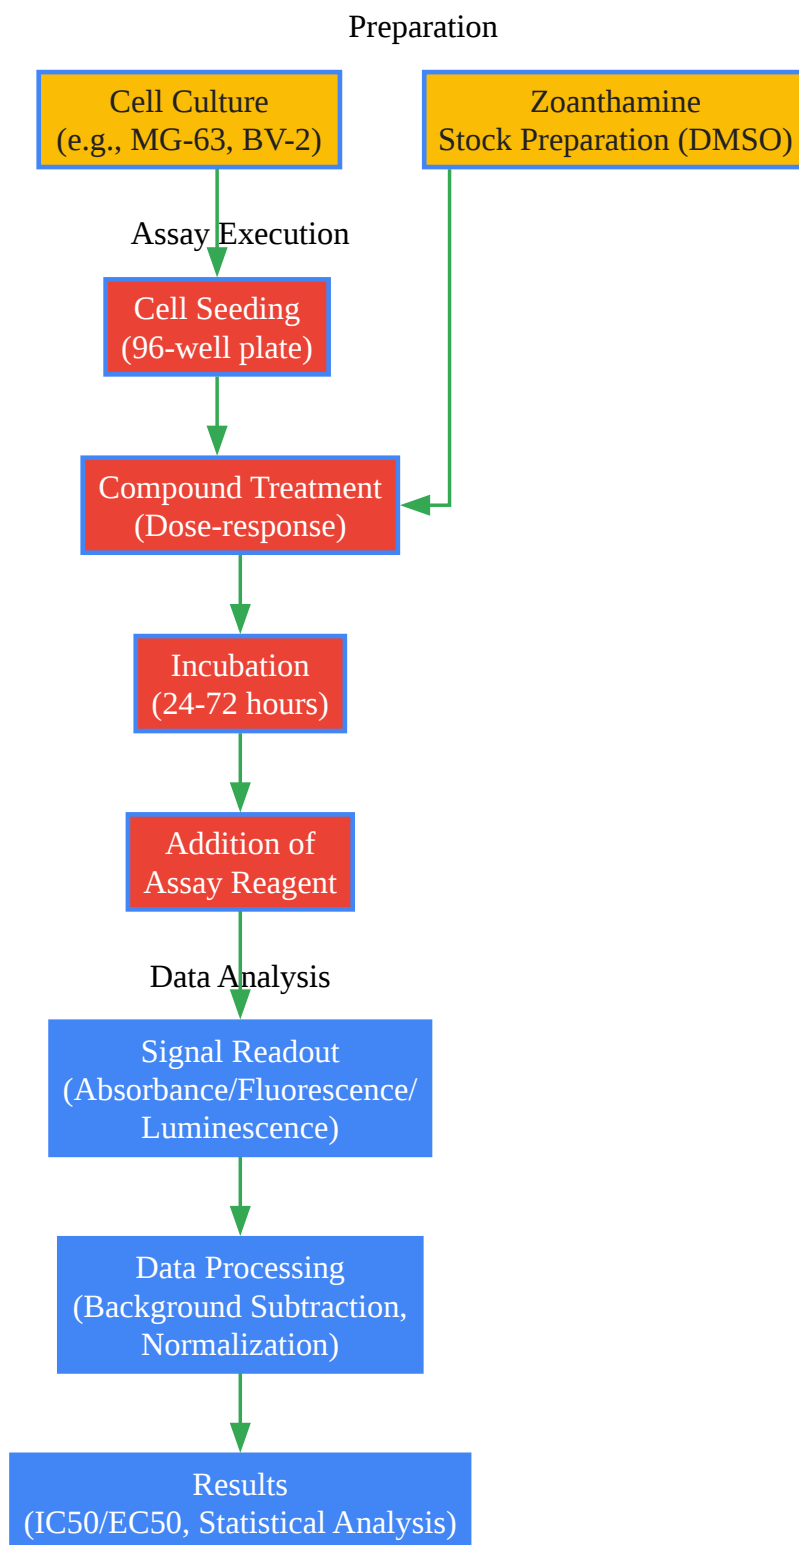 Preparation
Cell Culture
(e.g., MG-63, BV-2)
Zoanthamine
Stock Preparation (DMSO)
Assay Execution
Cell Seeding
(96-well plate)
Compound Treatment
(Dose-response)
Incubation
(24-72 hours)
Addition of
Assay Reagent
Data Analysis
Signal Readout
(Absorbance/Fluorescence/
Luminescence)
Data Processing
(Background Subtraction,
Normalization)
Results
(IC50/EC50, Statistical Analysis)